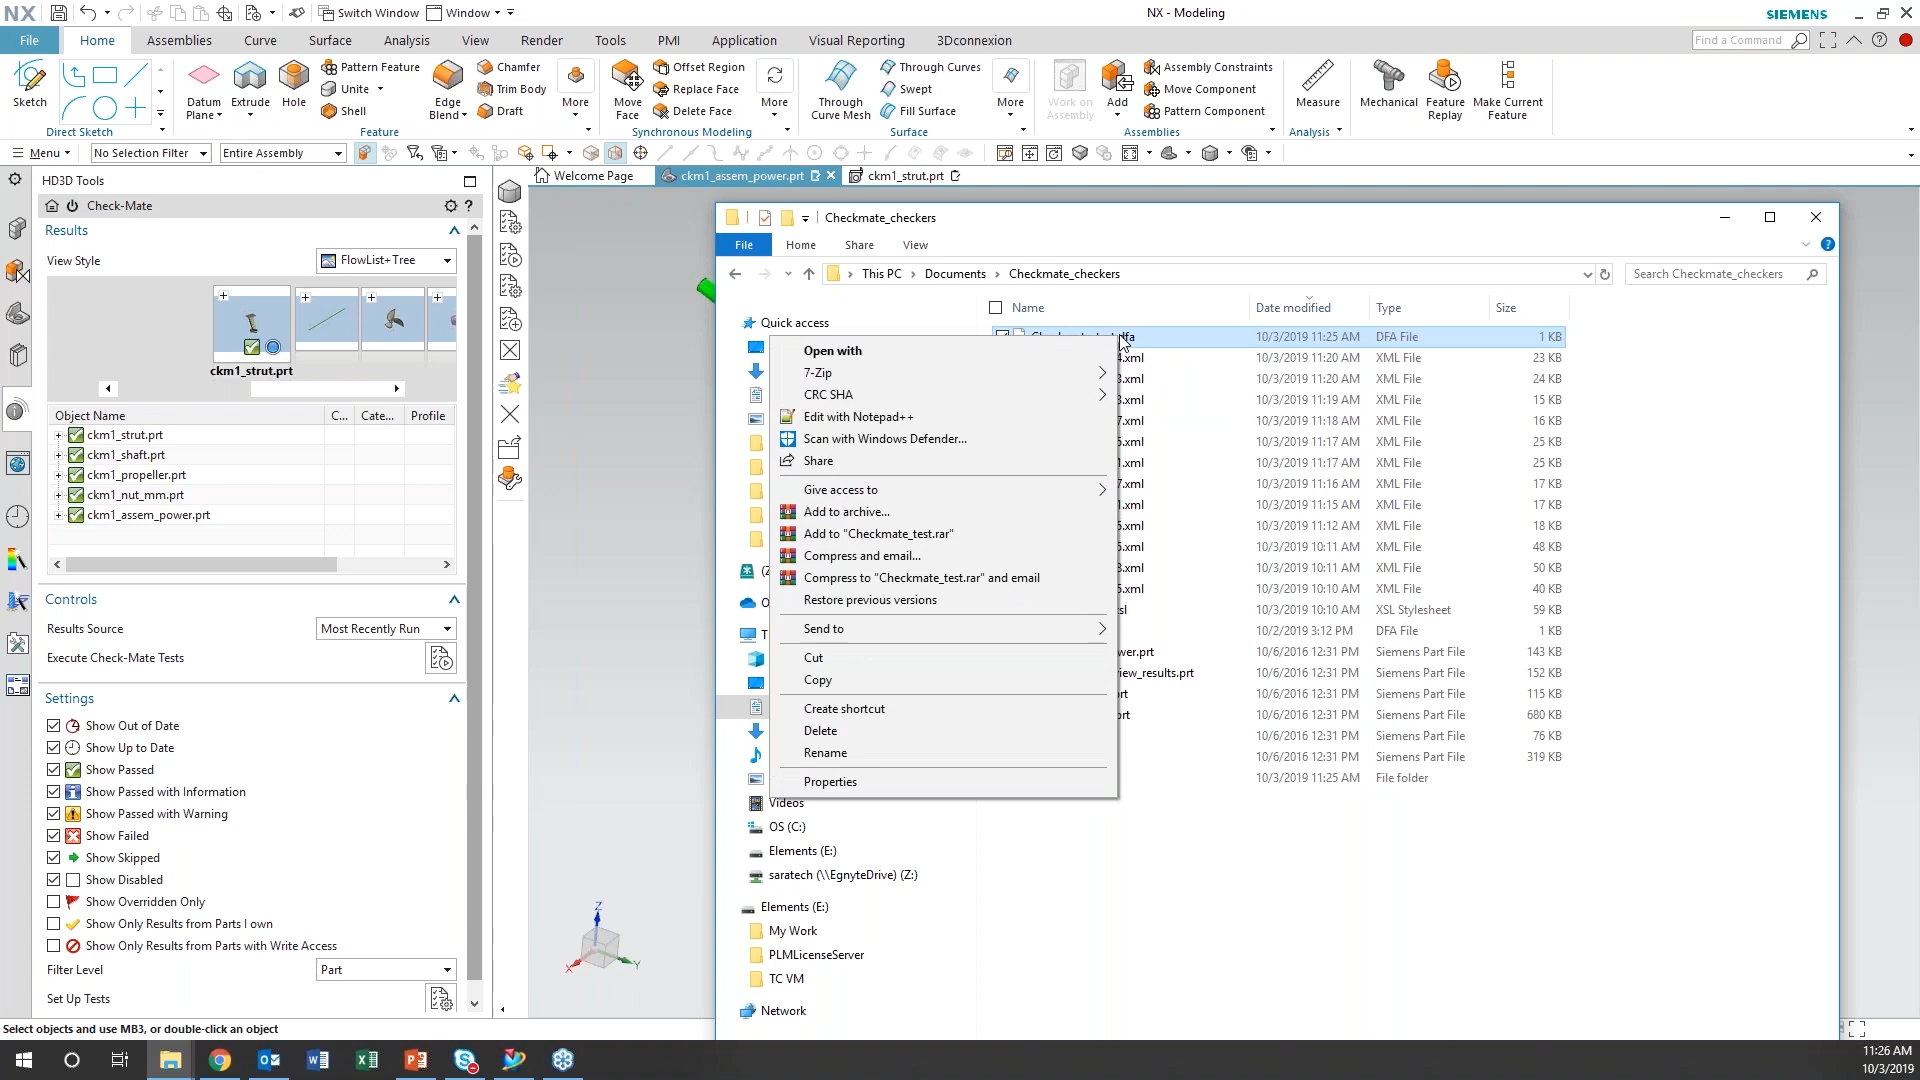 NX Switch Window Window NX - Modeling SIEMENS
File Home Assemblies Curve Surface Analysis View Render Tools PMI Application Visual Reporting 3Dconnexion Find a Command
Sketch Datum Plane Extrude Hole Pattern Feature Unite Shell Edge Blend Chamfer Trim Body Draft More Move Face Offset Region Replace Face Delete Face More Through Curve Mesh Through Curves Swept Fill Surface More Work on Assembly Add Assembly Constraints Move Component Pattern Component Measure Mechanical Feature Replay Make Current Feature
Direct Sketch Feature Synchronous Modeling Surface Assemblies Analysis
Menu No Selection Filter Entire Assembly
HD3D Tools
Check-Mate
Results
View Style FlowList+Tree
ckm1_strut.prt
Object Name C... Cate... Profile
ckm1_strut.prt
ckm1_shaft.prt
ckm1_propeller.prt
ckm1_nut_mm.prt
ckm1_assem_power.prt
Controls
Results Source Most Recently Run
Execute Check-Mate Tests
Settings
Show Out of Date
Show Up to Date
Show Passed
Show Passed with Information
Show Passed with Warning
Show Failed
Show Skipped
Show Disabled
Show Overridden Only
Show Only Results from Parts I own
Show Only Results from Parts with Write Access
Filter Level Part
Set Up Tests
Select objects and use MB3, or double-click an object
Welcome Page ckm1_assem_power.prt ckm1_strut.prt
Z
X Y
Checkmate_checkers
File Home Share View
This PC Documents Checkmate_checkers Search Checkmate_checkers
Name Date modified Type Size
Quick access
Open with
7-Zip
CRC SHA
Edit with Notepad++
Scan with Windows Defender...
Share
Give access to
Add to archive...
Add to "Checkmate_test.rar"
Compress and email...
Compress to "Checkmate_test.rar" and email
Restore previous versions
Send to
Cut
Copy
Create shortcut
Delete
Rename
Properties
10/3/2019 11:25 AM DFA File 1 KB
.xml 10/3/2019 11:20 AM XML File 23 KB
.xml 10/3/2019 11:20 AM XML File 24 KB
.xml 10/3/2019 11:19 AM XML File 15 KB
.xml 10/3/2019 11:18 AM XML File 16 KB
.xml 10/3/2019 11:17 AM XML File 25 KB
.xml 10/3/2019 11:17 AM XML File 25 KB
.xml 10/3/2019 11:16 AM XML File 17 KB
.xml 10/3/2019 11:15 AM XML File 17 KB
.xml 10/3/2019 11:12 AM XML File 18 KB
.xml 10/3/2019 10:11 AM XML File 48 KB
.xml 10/3/2019 10:11 AM XML File 50 KB
.xml 10/3/2019 10:10 AM XML File 40 KB
10/3/2019 10:10 AM XSL Stylesheet 59 KB
10/2/2019 3:12 PM DFA File 1 KB
wer.prt 10/6/2016 12:31 PM Siemens Part File 143 KB
iew_results.prt 10/6/2016 12:31 PM Siemens Part File 152 KB
10/6/2016 12:31 PM Siemens Part File 115 KB
10/6/2016 12:31 PM Siemens Part File 680 KB
10/6/2016 12:31 PM Siemens Part File 76 KB
10/6/2016 12:31 PM Siemens Part File 319 KB
10/3/2019 11:25 AM File folder
Videos
OS (C:)
Elements (E:)
saratech (\\EgnyteDrive) (Z:)
Elements (E:)
My Work
PLMLicenseServer
TC VM
Network
11:26 AM
10/3/2019